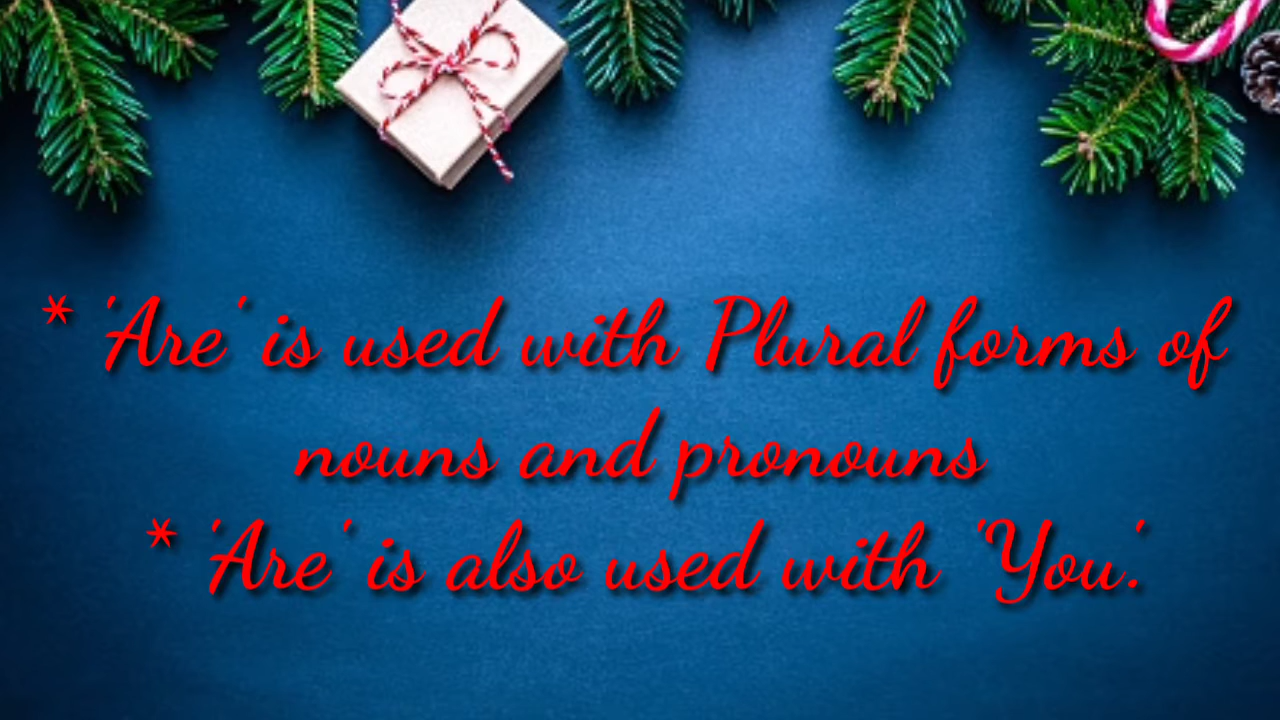 * 'Are' is used with Plural forms of
nouns and pronouns
* 'Are' is also used with 'You'.